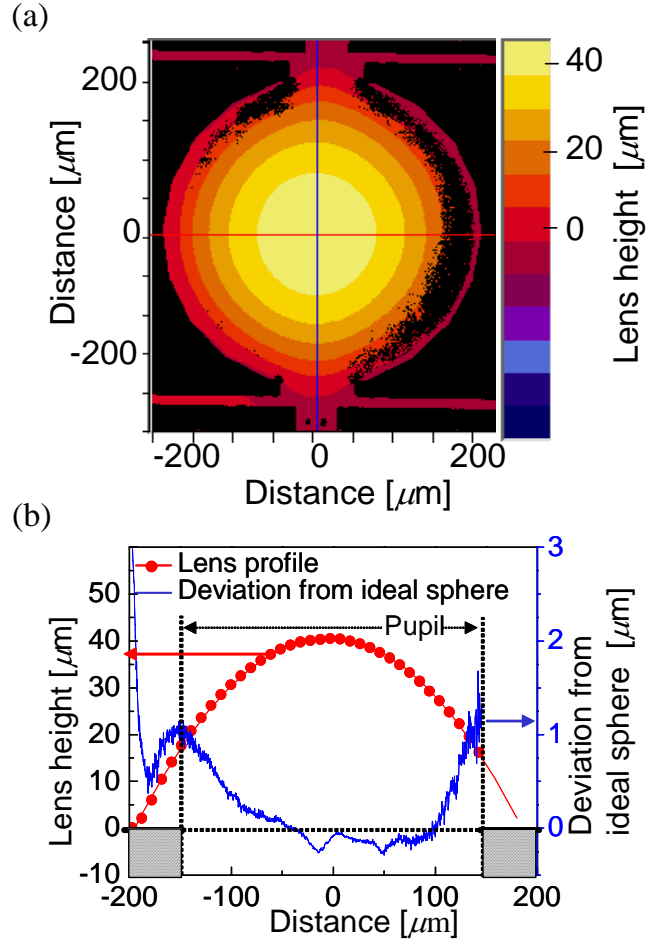 (a)
200
0
-200
Distance [μm]
-200
0
200
Distance [μm]
40
20
0
Lens height [μm]
(b)
Lens profile
Deviation from ideal sphere
Pupil
50
40
30
20
10
0
-10
Lens height [μm]
3
2
1
0
Deviation from
ideal sphere [μm]
-200
-100
0
100
200
Distance [μm]